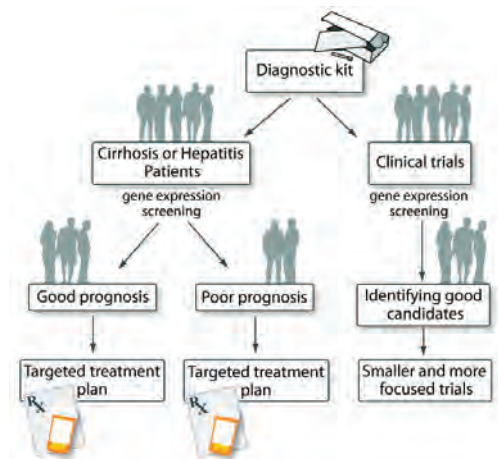 Diagnostic kit
Cirrhosis or Hepatitis
Patients
Clinical trials
gene expression
screening
gene expression
screening
Good prognosis
Poor prognosis
Identifying good
candidates
Targeted treatment
plan
Targeted treatment
plan
Smaller and more
focused trials
Rx
Rx